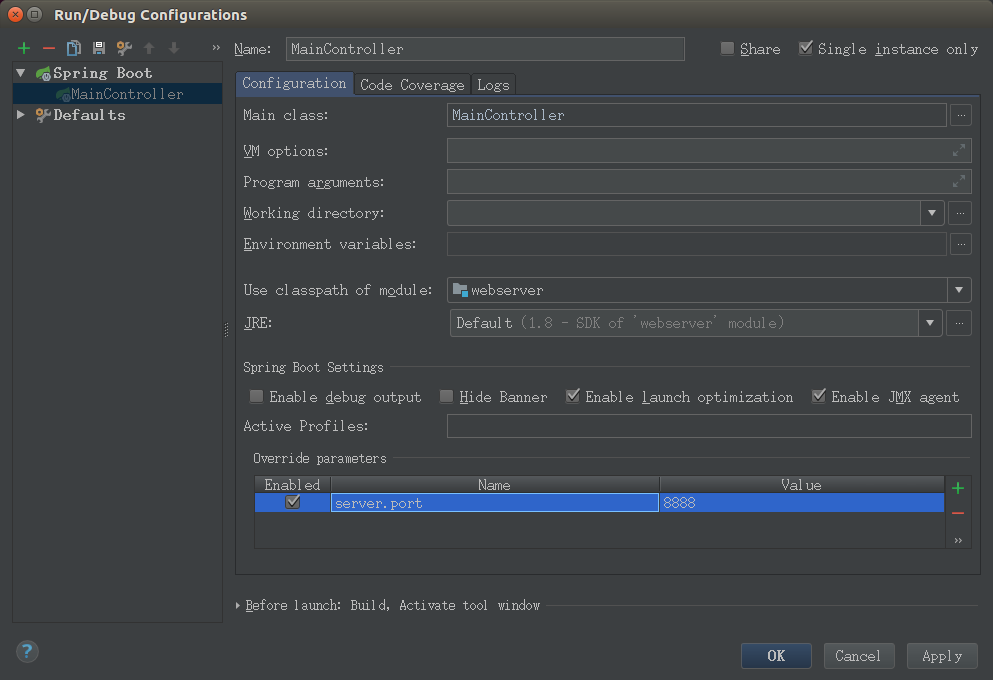 Run/Debug Configurations
» Name: MainController Share Single instance only
Spring Boot
MainController
Defaults
Configuration Code Coverage Logs
Main class: MainController ...
VM options:
Program arguments:
Working directory: ...
Environment variables: ...
Use classpath of module: webserver
JRE: Default (1.8 - SDK of 'webserver' module) ...
Spring Boot Settings
Enable debug output Hide Banner Enable launch optimization Enable JMX agent
Active Profiles:
Override parameters
Enabled Name Value
server.port 8888
»
Before launch: Build, Activate tool window
? OK Cancel Apply